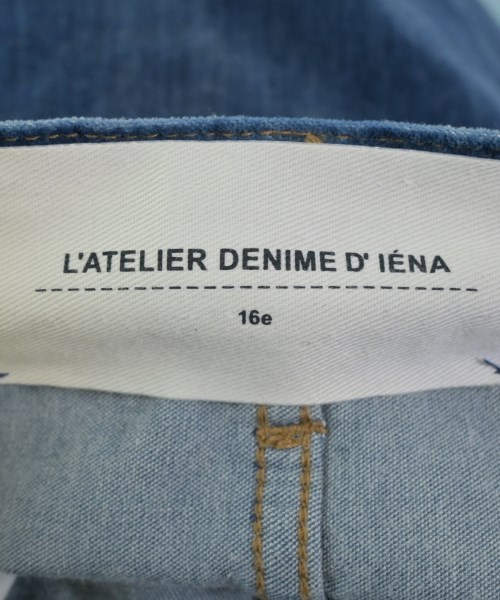 L'ATELIER DENIME D' IÉNA
16e